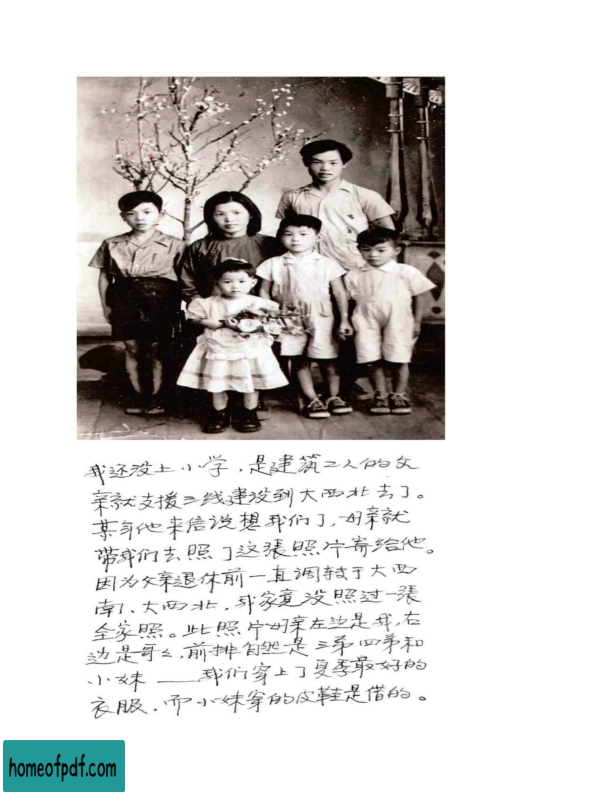 我还没上小学，是建筑工人的父
亲就支援三线建设到大西北去了。
某年他来信说想我们了，母亲就
带我们去照了这張照片寄给他。
因为父亲退休前一直调转于大西
南、大西北，我家竟没照过一張
全家照。此照片母亲左边是我，右
边是哥哥，前排自然是三弟四弟和
小妹——我们穿上了夏季最好的
衣服，而小妹穿的皮鞋是借的。
homeofpdf.com